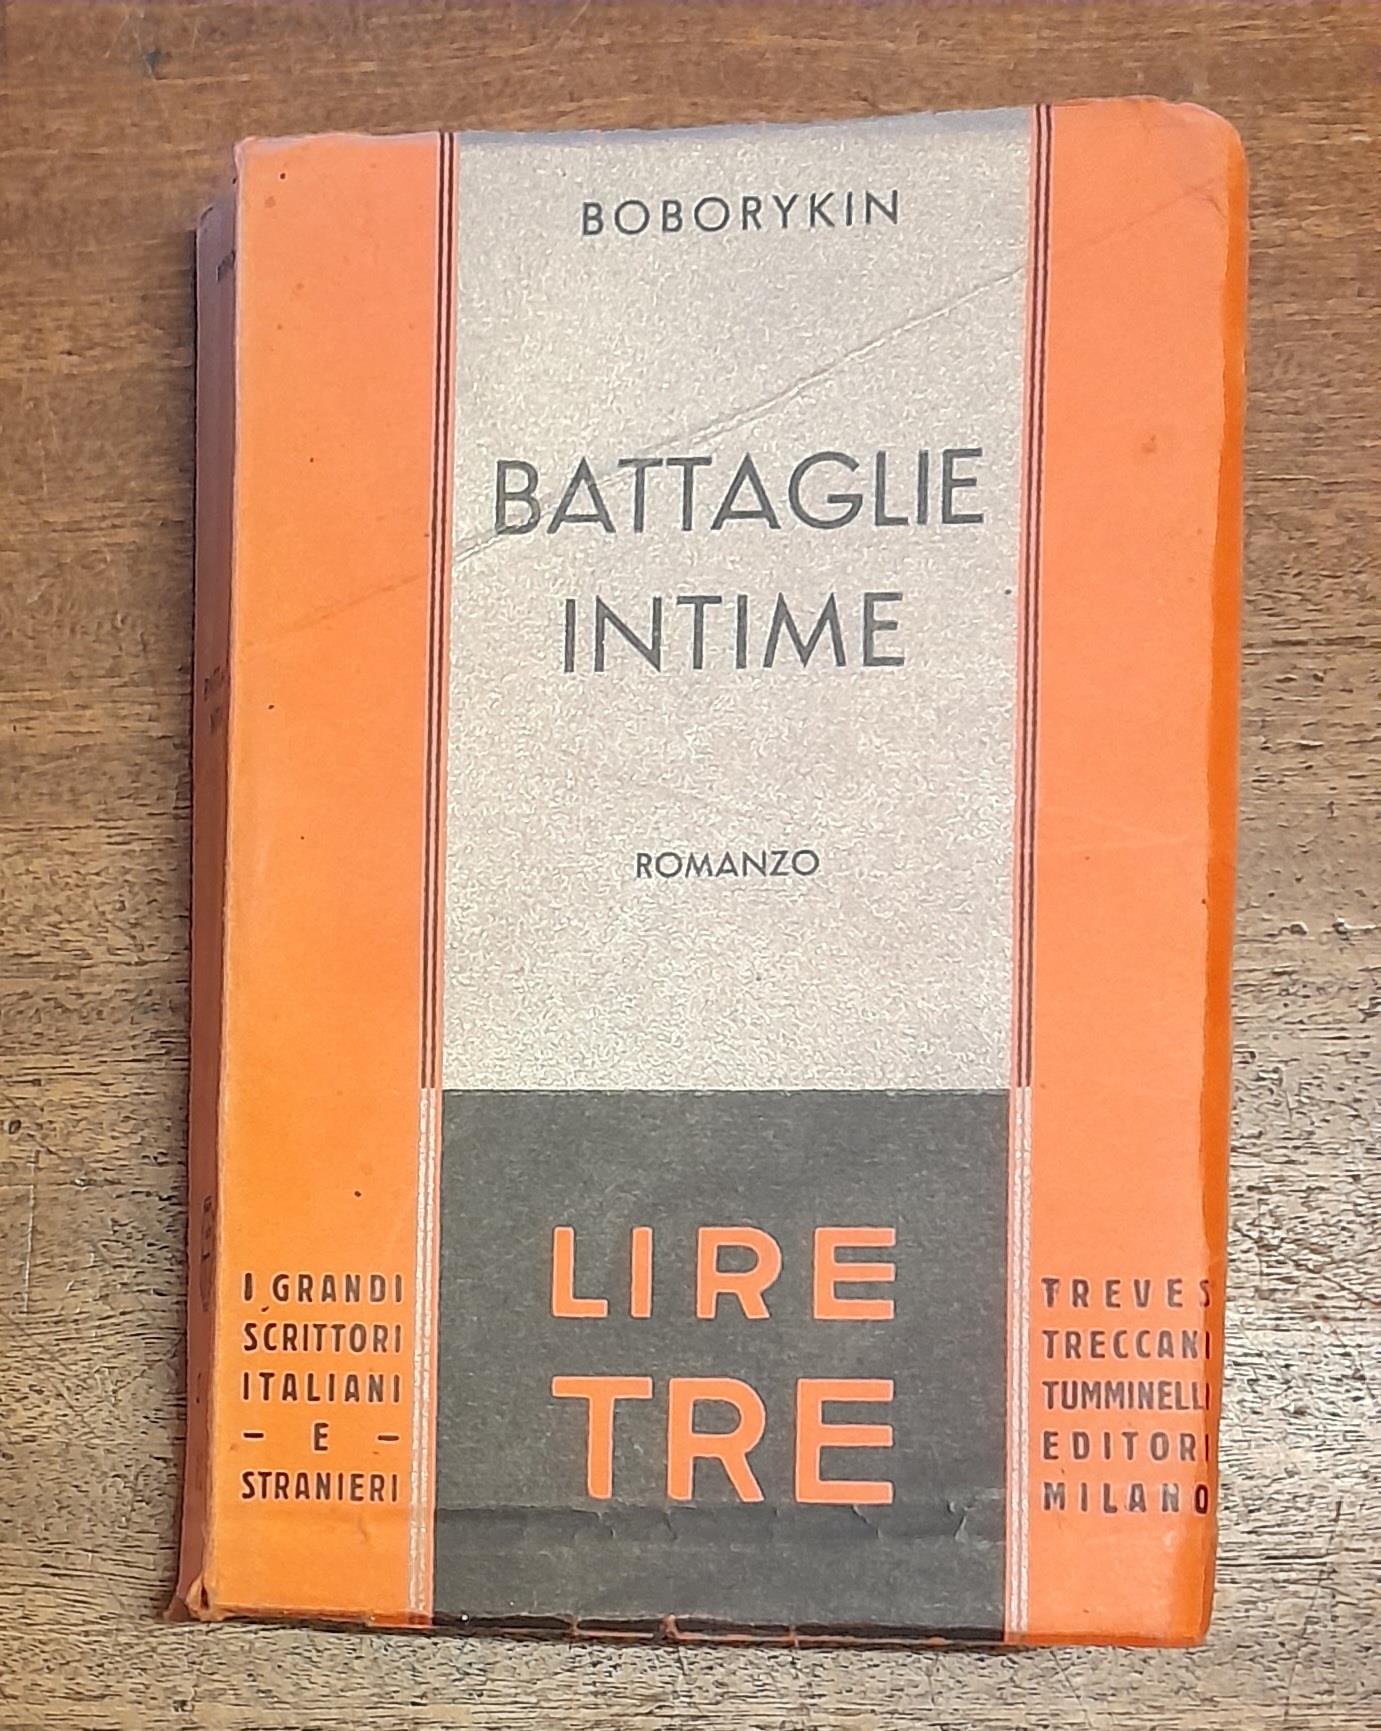 BOBORYKIN
BATTAGLIE
INTIME
ROMANZO
LIRE
TRE
I GRANDI
SCRITTORI
ITALIANI
– E –
STRANIERI
TREVES
TRECCANI
TUMMINELLI
EDITORI
MILANO